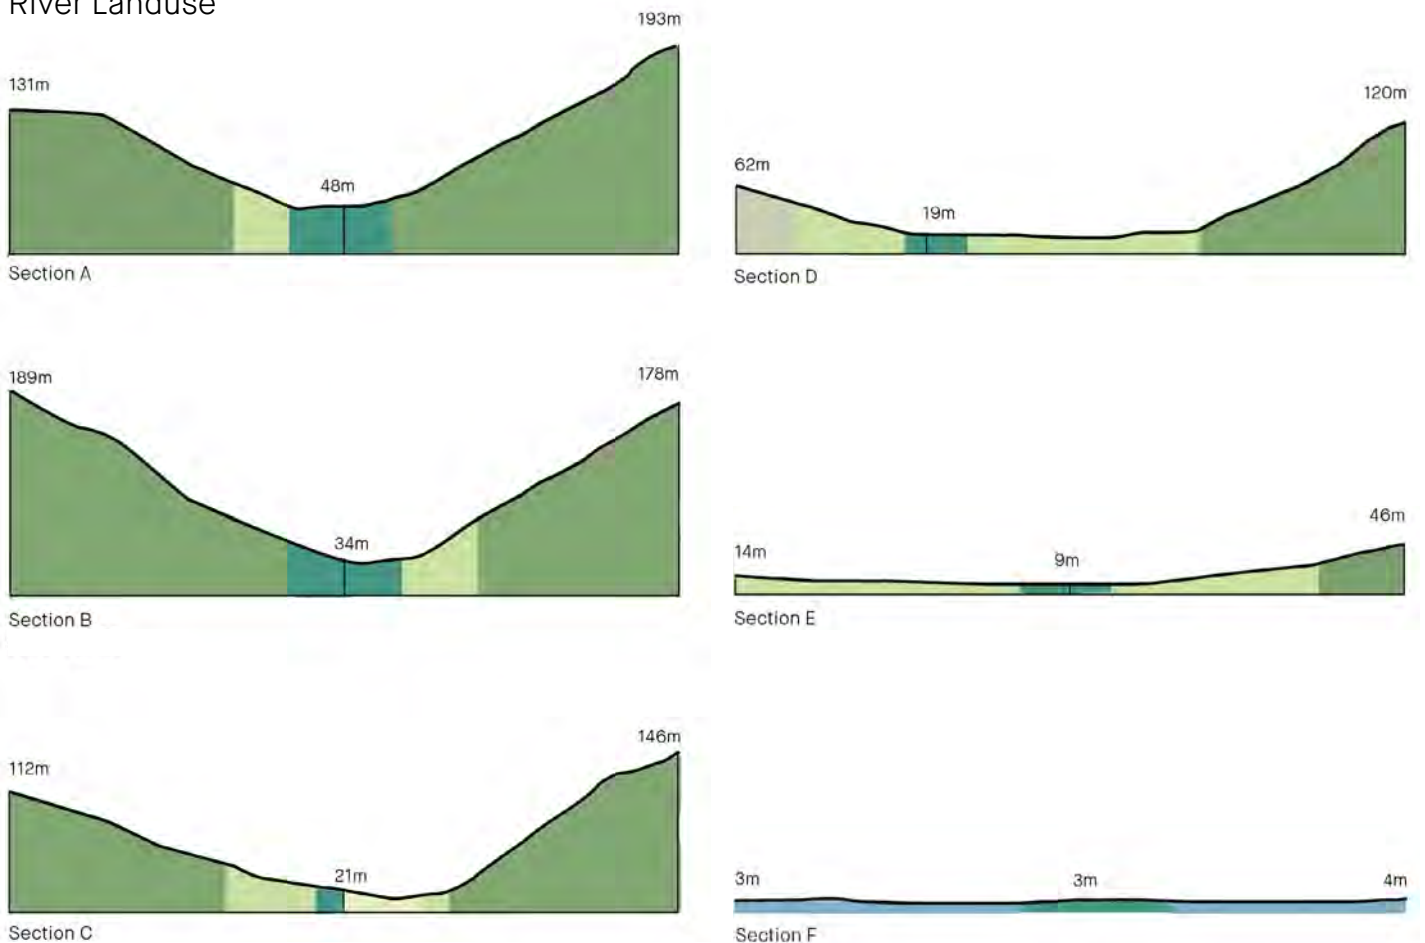 River Landuse
131m
193m
48m
Section A
189m
178m
34m
Section B
112m
146m
21m
Section C
62m
120m
19m
Section D
14m
46m
9m
Section E
3m
3m
4m
Section F